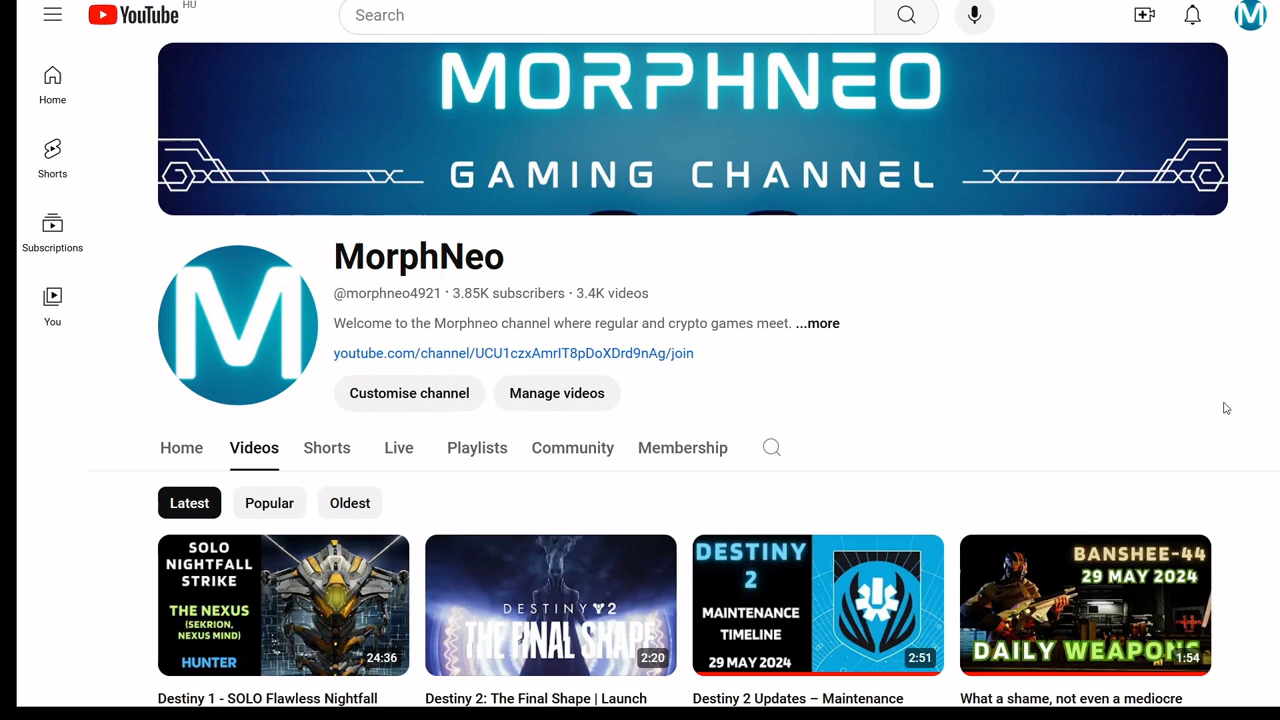 YouTube HU
Search
Home
Shorts
Subscriptions
You
MORPHNEO
GAMING CHANNEL
M
M
MorphNeo
@morphneo4921 · 3.85K subscribers · 3.4K videos
Welcome to the Morphneo channel where regular and crypto games meet. ...more
youtube.com/channel/UCU1czxAmrIT8pDoXDrd9nAg/join
Customise channel
Manage videos
Home Videos Shorts Live Playlists Community Membership
Latest Popular Oldest
SOLO
NIGHTFALL
STRIKE
THE NEXUS
(SEKRION,
NEXUS MIND)
HUNTER
24:36
Destiny 1 - SOLO Flawless Nightfall
DESTINY 2
THE FINAL SHAPE
2:20
Destiny 2: The Final Shape | Launch
DESTINY
2
MAINTENANCE
TIMELINE
29 MAY 2024
2:51
Destiny 2 Updates – Maintenance
BANSHEE-44
29 MAY 2024
DAILY WEAPONS
1:54
What a shame, not even a mediocre